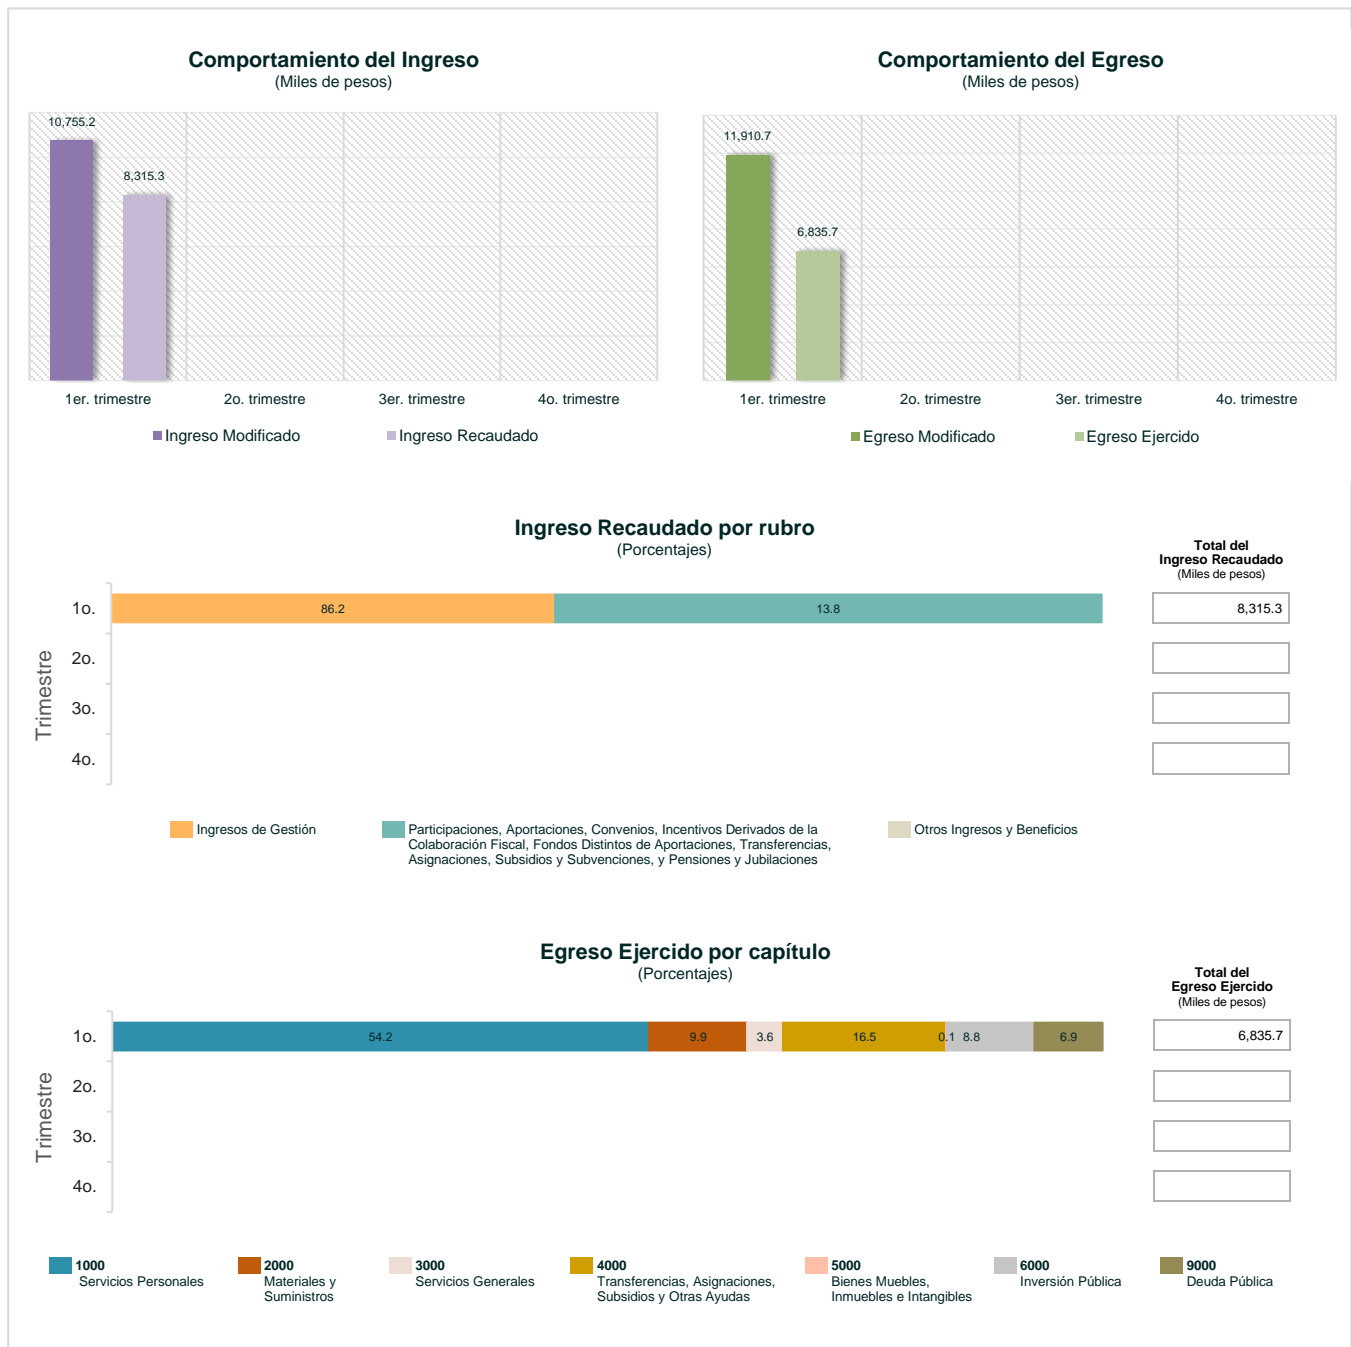 Comportamiento del Ingreso
(Miles de pesos)
10,755.2
8,315.3
1er. trimestre
2o. trimestre
3er. trimestre
4o. trimestre
Ingreso Modificado
Ingreso Recaudado
Comportamiento del Egreso
(Miles de pesos)
11,910.7
6,835.7
1er. trimestre
2o. trimestre
3er. trimestre
4o. trimestre
Egreso Modificado
Egreso Ejercido
Ingreso Recaudado por rubro
(Porcentajes)
Total del
Ingreso Recaudado
(Miles de pesos)
Trimestre
1o.
86.2
13.8
8,315.3
2o.
3o.
4o.
Ingresos de Gestión
Participaciones, Aportaciones, Convenios, Incentivos Derivados de la
Colaboración Fiscal, Fondos Distintos de Aportaciones, Transferencias,
Asignaciones, Subsidios y Subvenciones, y Pensiones y Jubilaciones
Otros Ingresos y Beneficios
Egreso Ejercido por capítulo
(Porcentajes)
Total del
Egreso Ejercido
(Miles de pesos)
Trimestre
1o.
54.2
9.9
3.6
16.5
0.1
8.8
6.9
6,835.7
2o.
3o.
4o.
1000
Servicios Personales
2000
Materiales y
Suministros
3000
Servicios Generales
4000
Transferencias, Asignaciones,
Subsidios y Otras Ayudas
5000
Bienes Muebles,
Inmuebles e Intangibles
6000
Inversión Pública
9000
Deuda Pública